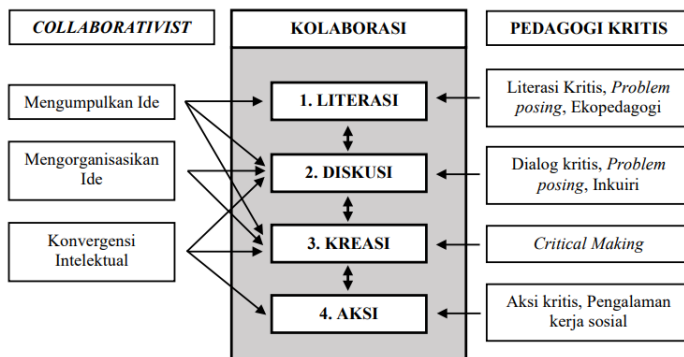 COLLABORATIVIST
KOLABORASI
PEDAGOGI KRITIS
Mengumpulkan Ide
Mengorganisasikan
Ide
Konvergensi
Intelektual
1. LITERASI
2. DISKUSI
3. KREASI
4. AKSI
Literasi Kritis, Problem
posing, Ekopedagogi
Dialog kritis, Problem
posing, Inkuiri
Critical Making
Aksi kritis, Pengalaman
kerja sosial